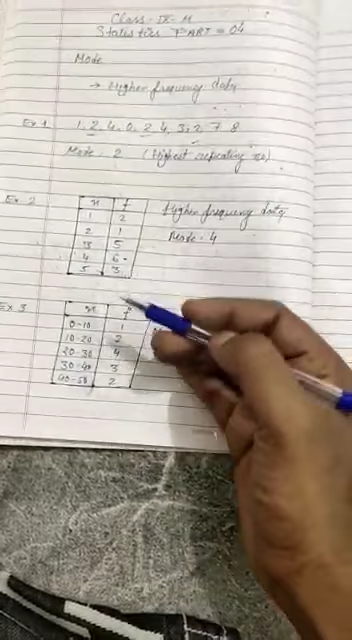 Class - IX - M
Statistics PART = 04
Mode
→ Higher frequency data
Ex 1 1, 2, 4, 0, 2, 4, 3, 2, 7 8
Mode = 2 (Highest repeating no)
Ex. 2
x f
1 2
2 1
3 5
4 6
5 3
Higher frequency data
Mode = 4
Ex 3
x f
0-10 1
10-20 2
20-30 4
30-40 3
40-50 2